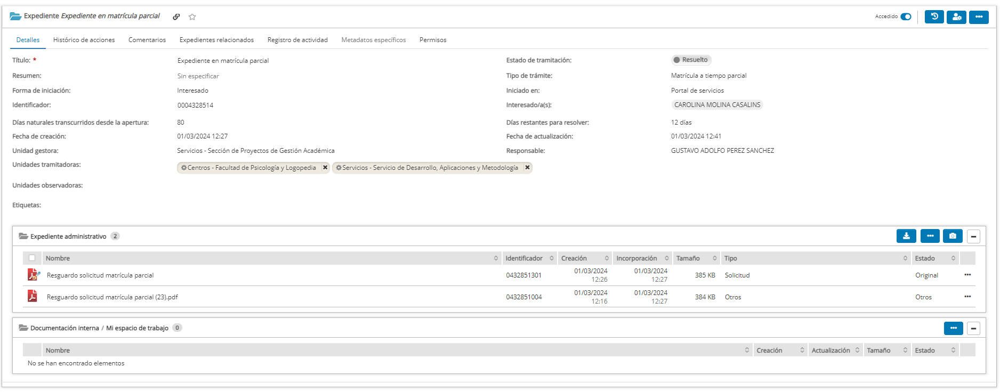 Expediente Expediente en matrícula parcial
Accedido
Detalles Histórico de acciones Comentarios Expedientes relacionados Registro de actividad Metadatos específicos Permisos
Título: * Expediente en matrícula parcial Estado de tramitación: Resuelto
Resumen: Sin especificar Tipo de trámite: Matrícula a tiempo parcial
Forma de iniciación: Interesado Iniciado en: Portal de servicios
Identificador: 0004328514 Interesado/a(s): CAROLINA MOLINA CASALINS
Días naturales transcurridos desde la apertura: 80 Días restantes para resolver: 12 días
Fecha de creación: 01/03/2024 12:27 Fecha de actualización: 01/03/2024 12:41
Unidad gestora: Servicios - Sección de Proyectos de Gestión Académica Responsable: GUSTAVO ADOLFO PEREZ SANCHEZ
Unidades tramitadoras: Centros - Facultad de Psicología y Logopedia Servicios - Servicio de Desarrollo, Aplicaciones y Metodología
Unidades observadoras:
Etiquetas:
Expediente administrativo 2
Nombre Identificador Creación Incorporación Tamaño Tipo Estado
Resguardo solicitud matrícula parcial 0432851301 01/03/2024 12:26 01/03/2024 12:27 385 KB Solicitud Original
Resguardo solicitud matrícula parcial (23).pdf 0432851004 01/03/2024 12:16 01/03/2024 12:27 384 KB Otros Otros
Documentación interna / Mi espacio de trabajo 0
Nombre Creación Actualización Tamaño Estado
No se han encontrado elementos